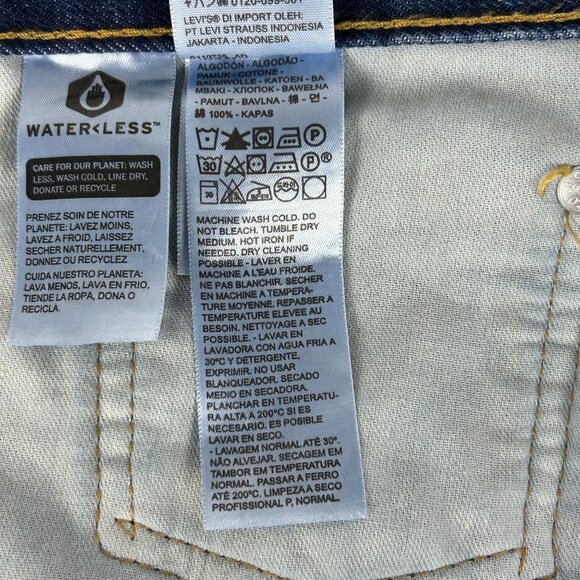 LEVI'S® DI IMPORT OLEH:
PT LEVI STRAUSS INDONESIA
JAKARTA - INDONESIA
ALGODÓN - ALGODÃO -
PAMUK - COTONE -
BAUMWOLLE - KATOEN - BA
MBAKI - ХЛОПОК - BAWEŁNA
- PAMUT - BAVLNA - 棉 - 면 -
綿 100% - KAPAS
30
MACHINE WASH COLD. DO
NOT BLEACH. TUMBLE DRY
MEDIUM. HOT IRON IF
NEEDED. DRY CLEANING
POSSIBLE - LAVER EN
MACHINE A L'EAU FROIDE.
NE PAS BLANCHIR. SECHER
EN MACHINE A TEMPERA-
TURE MOYENNE. REPASSER A
TEMPERATURE ELEVEE AU
BESOIN. NETTOYAGE A SEC
POSSIBLE. - LAVAR EN
LAVADORA CON AGUA FRIA A
30ºC Y DETERGENTE,
EXPRIMIR. NO USAR
BLANQUEADOR. SECADO
MEDIO EN SECADORA.
PLANCHAR EN TEMPERATU-
RA ALTA A 200°C SI ES
NECESARIO. ES POSIBLE
LAVAR EN SECO.
- LAVAGEM NORMAL ATÉ 30°.
NÃO ALVEJAR. SECAGEM EM
TAMBOR EM TEMPERATURA
NORMAL. PASSAR A FERRO
ATÉ 200°C. LIMPEZA A SECO
PROFISSIONAL P, NORMAL.
WATER<LESS™
CARE FOR OUR PLANET: WASH
LESS, WASH COLD, LINE DRY,
DONATE OR RECYCLE
PRENEZ SOIN DE NOTRE
PLANÈTE: LAVEZ MOINS,
LAVEZ A FROID, LAISSEZ
SECHER NATURELLEMENT,
DONNEZ OU RECYCLEZ
CUIDA NUESTRO PLANETA:
LAVA MENOS, LAVA EN FRIO,
TIENDE LA ROPA, DONA O
RECICLA.